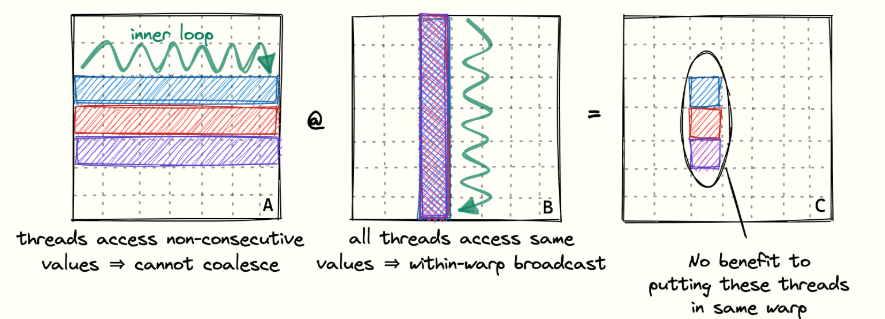 inner loop
A
@
B
=
C
threads access non-consecutive
values ⇒ cannot coalesce
all threads access same
values ⇒ within-warp broadcast
No benefit to
putting these threads
in same warp